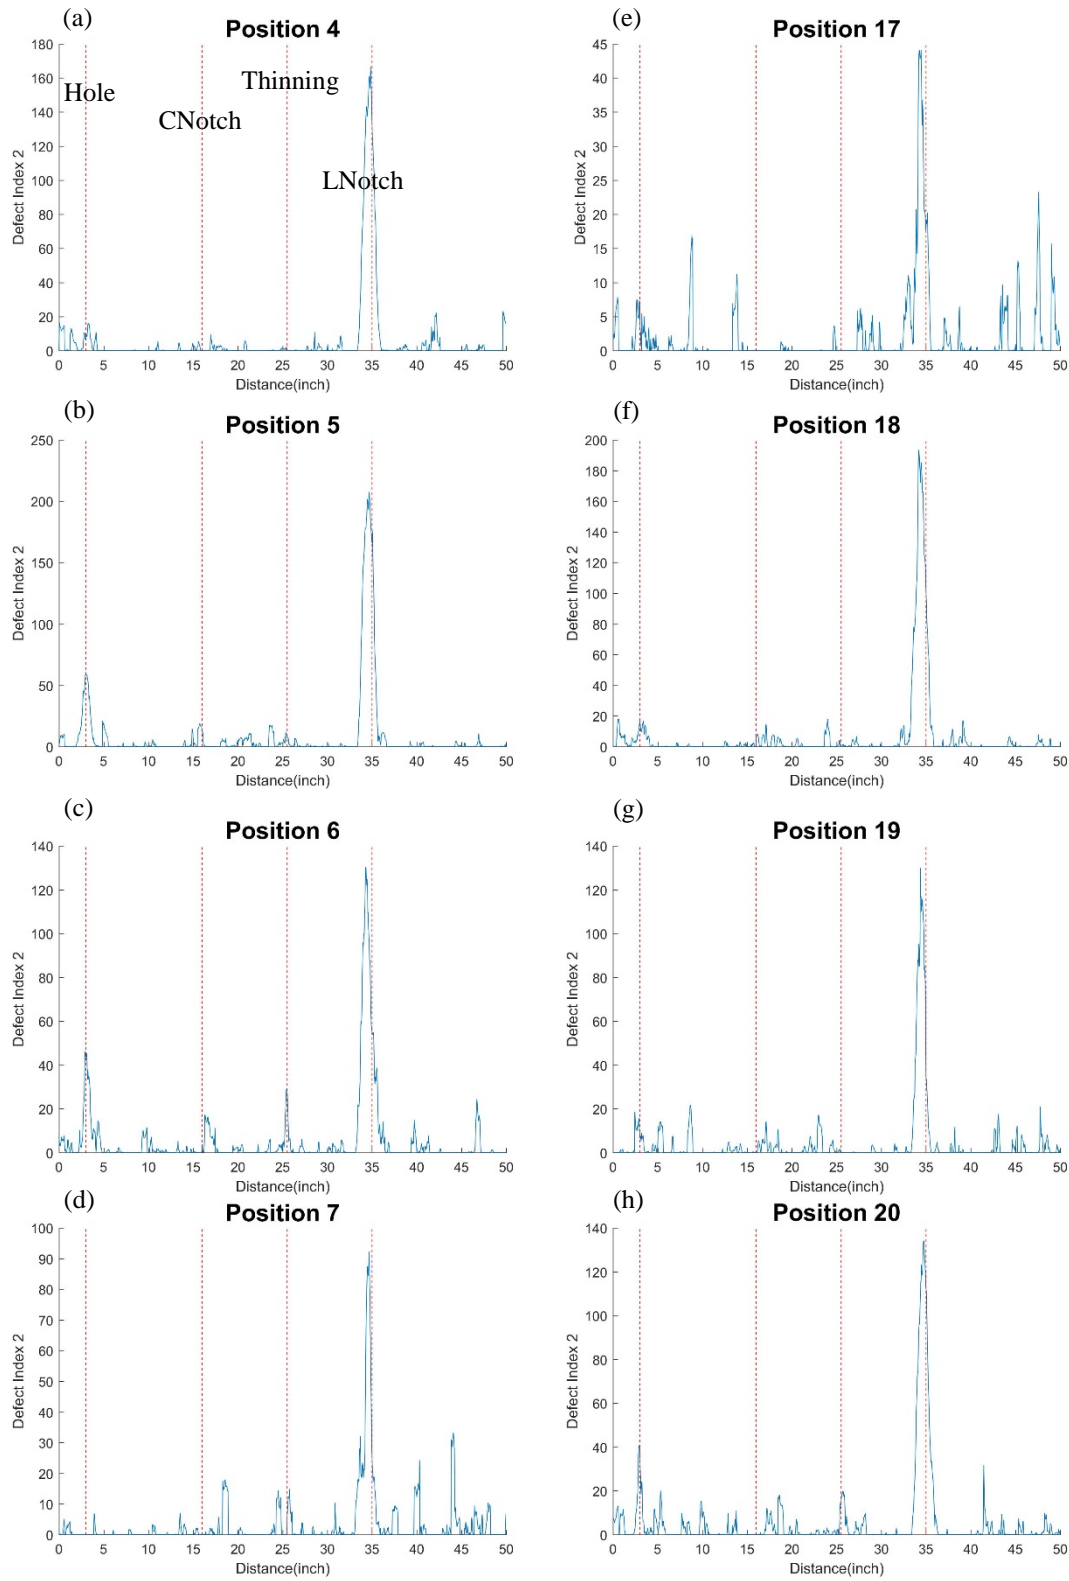 (a)
Position 4
180
160
140
120
100
80
60
40
20
0
Defect Index 2
Hole
CNotch
Thinning
LNotch
0 5 10 15 20 25 30 35 40 45 50
Distance(inch)
(b)
Position 5
250
200
150
100
50
0
Defect Index 2
0 5 10 15 20 25 30 35 40 45 50
Distance(inch)
(c)
Position 6
140
120
100
80
60
40
20
0
Defect Index 2
0 5 10 15 20 25 30 35 40 45 50
Distance(inch)
(d)
Position 7
100
90
80
70
60
50
40
30
20
10
0
Defect Index 2
0 5 10 15 20 25 30 35 40 45 50
Distance(inch)
(e)
Position 17
45
40
35
30
25
20
15
10
5
0
Defect Index 2
0 5 10 15 20 25 30 35 40 45 50
Distance(inch)
(f)
Position 18
200
180
160
140
120
100
80
60
40
20
0
Defect Index 2
0 5 10 15 20 25 30 35 40 45 50
Distance(inch)
(g)
Position 19
140
120
100
80
60
40
20
0
Defect Index 2
0 5 10 15 20 25 30 35 40 45 50
Distance(inch)
(h)
Position 20
140
120
100
80
60
40
20
0
Defect Index 2
0 5 10 15 20 25 30 35 40 45 50
Distance(inch)